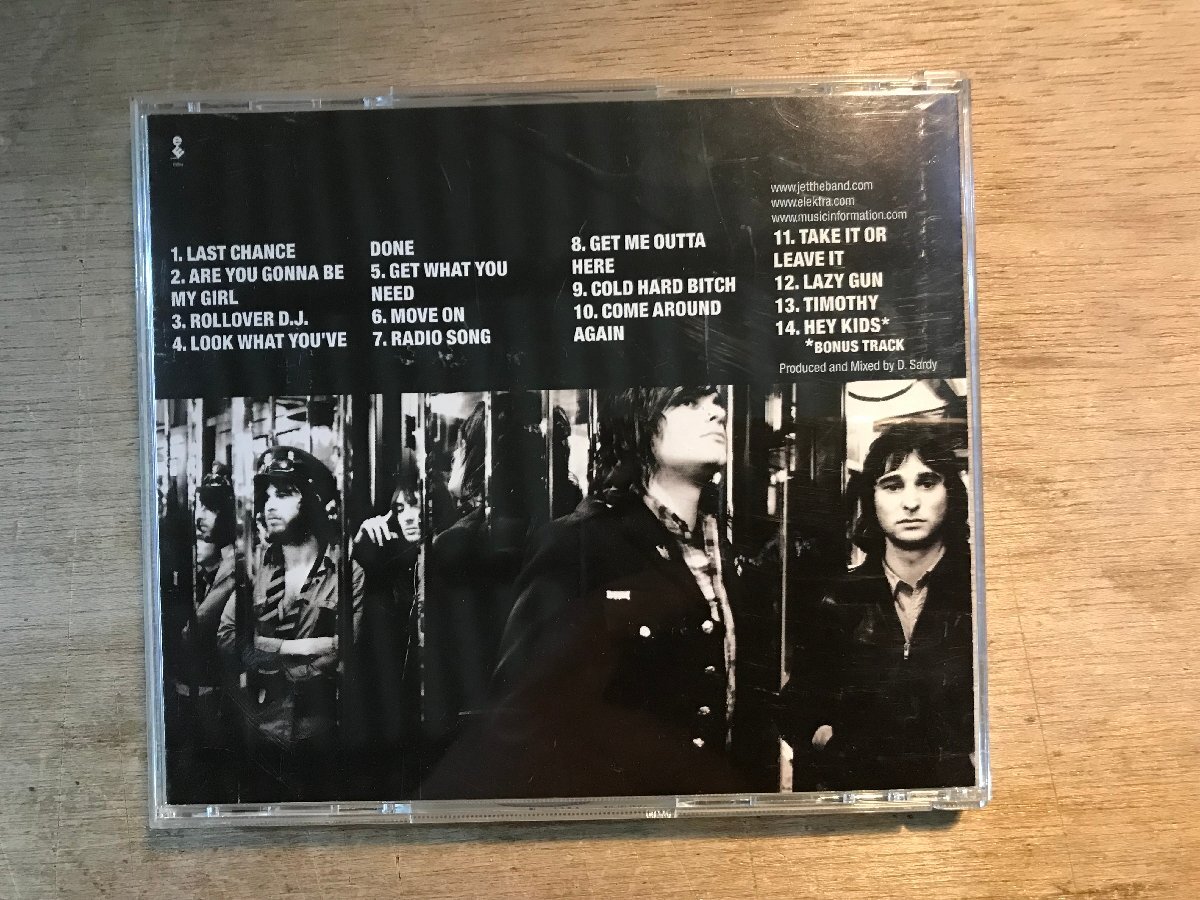 1. LAST CHANCE
2. ARE YOU GONNA BE
MY GIRL
3. ROLLOVER D.J.
4. LOOK WHAT YOU'VE
DONE
5. GET WHAT YOU
NEED
6. MOVE ON
7. RADIO SONG
8. GET ME OUTTA
HERE
9. COLD HARD BITCH
10. COME AROUND
AGAIN
www.jettheband.com
www.elektra.com
www.musicinformation.com
11. TAKE IT OR
LEAVE IT
12. LAZY GUN
13. TIMOTHY
14. HEY KIDS*
*BONUS TRACK
Produced and Mixed by D. Sardy